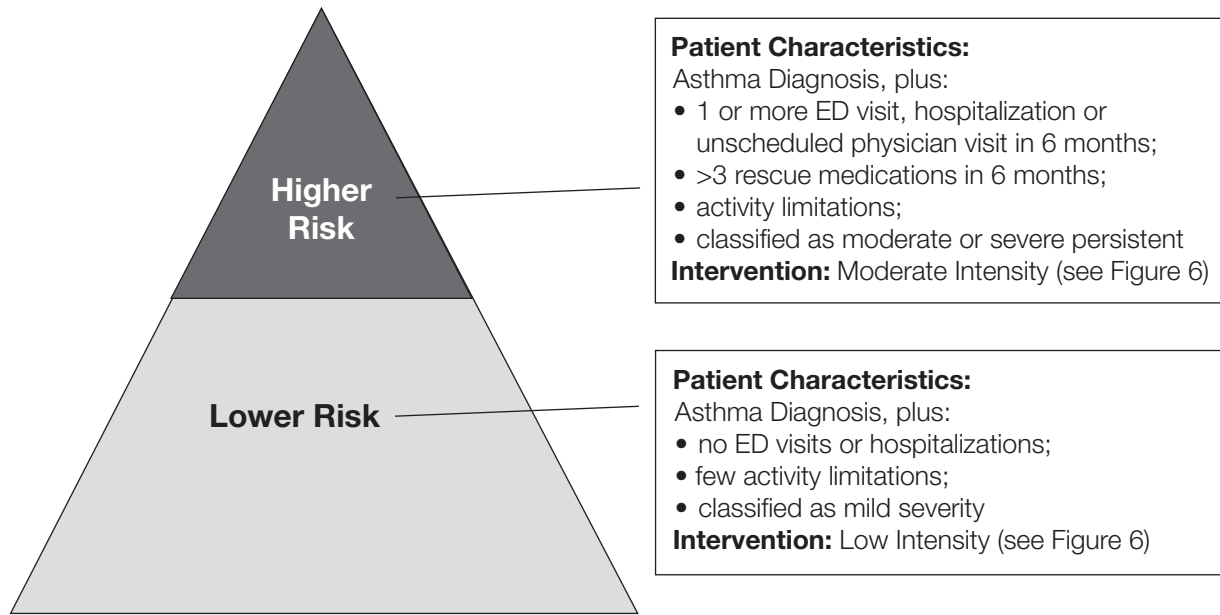 Higher
Risk
Patient Characteristics:
Asthma Diagnosis, plus:
• 1 or more ED visit, hospitalization or
unscheduled physician visit in 6 months;
• >3 rescue medications in 6 months;
• activity limitations;
• classified as moderate or severe persistent
Intervention: Moderate Intensity (see Figure 6)
Lower Risk
Patient Characteristics:
Asthma Diagnosis, plus:
• no ED visits or hospitalizations;
• few activity limitations;
• classified as mild severity
Intervention: Low Intensity (see Figure 6)